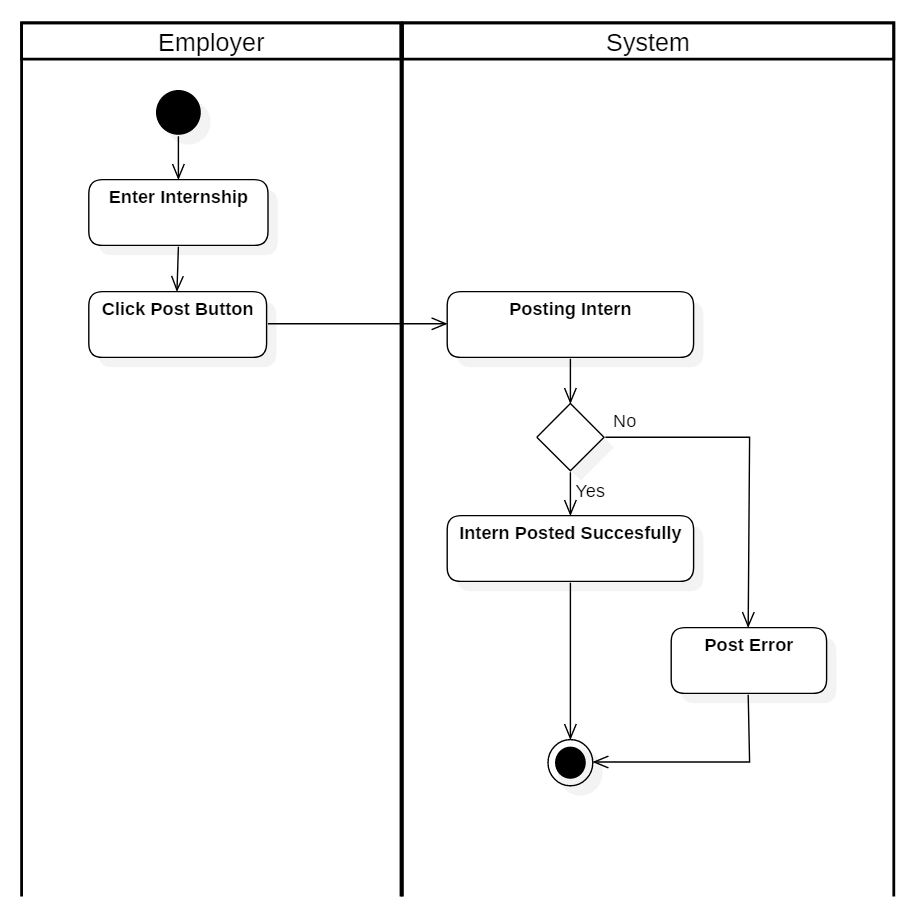 Employer
System
Enter Internship
Click Post Button
Posting Intern
No
Yes
Intern Posted Succesfully
Post Error